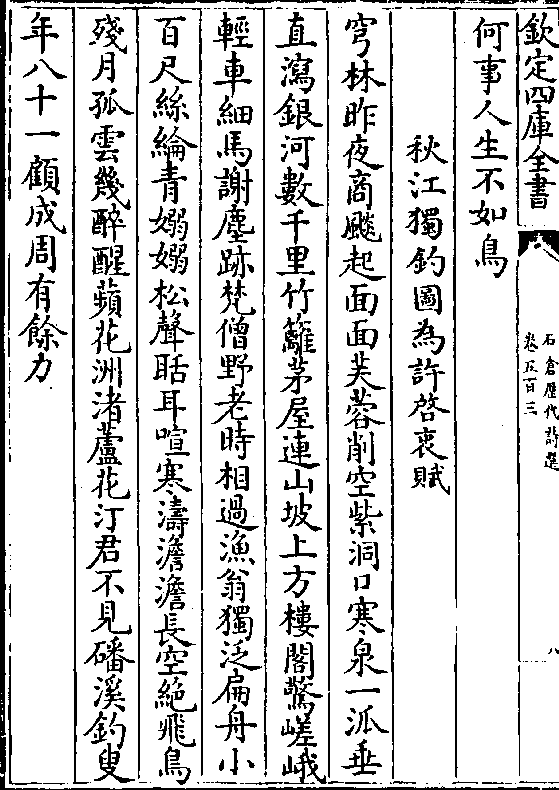 欽定四庫全書
石倉歷代詩選
卷五百三
八
何事人生不如鳥
秋江獨釣圖為許啓衷賦
穹林昨夜商飈起面面芙蓉削空紫洞口寒泉一派垂
直瀉銀河數千里竹籬茅屋連山坡上方樓閣驚嵯峨
輕車細馬謝塵跡梵僧野老時相過漁翁獨泛扁舟小
百尺絲綸青嫋嫋松聲聒耳喧寒濤澹澹長空絶飛鳥
殘月孤雲幾醉醒蘋花洲渚蘆花汀君不見磻溪釣叟
年八十一顧成周有餘力